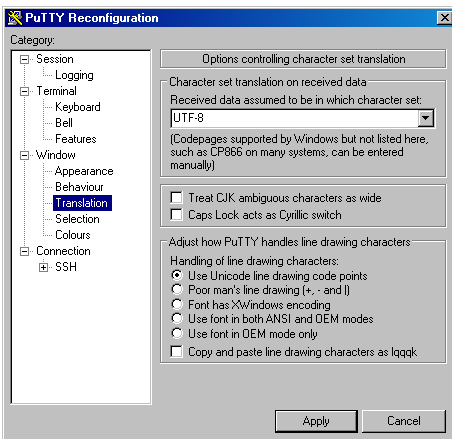 PuTTY Reconfiguration
Category:
Session
Logging
Terminal
Keyboard
Bell
Features
Window
Appearance
Behaviour
Translation
Selection
Colours
Connection
SSH
Options controlling character set translation
Character set translation on received data
Received data assumed to be in which character set:
UTF-8
(Codepages supported by Windows but not listed here,
such as CP866 on many systems, can be entered
manually)
Treat CJK ambiguous characters as wide
Caps Lock acts as Cyrillic switch
Adjust how PuTTY handles line drawing characters
Handling of line drawing characters:
Use Unicode line drawing code points
Poor man's line drawing (+, - and |)
Font has XWindows encoding
Use font in both ANSI and OEM modes
Use font in OEM mode only
Copy and paste line drawing characters as lqqqk
Apply
Cancel